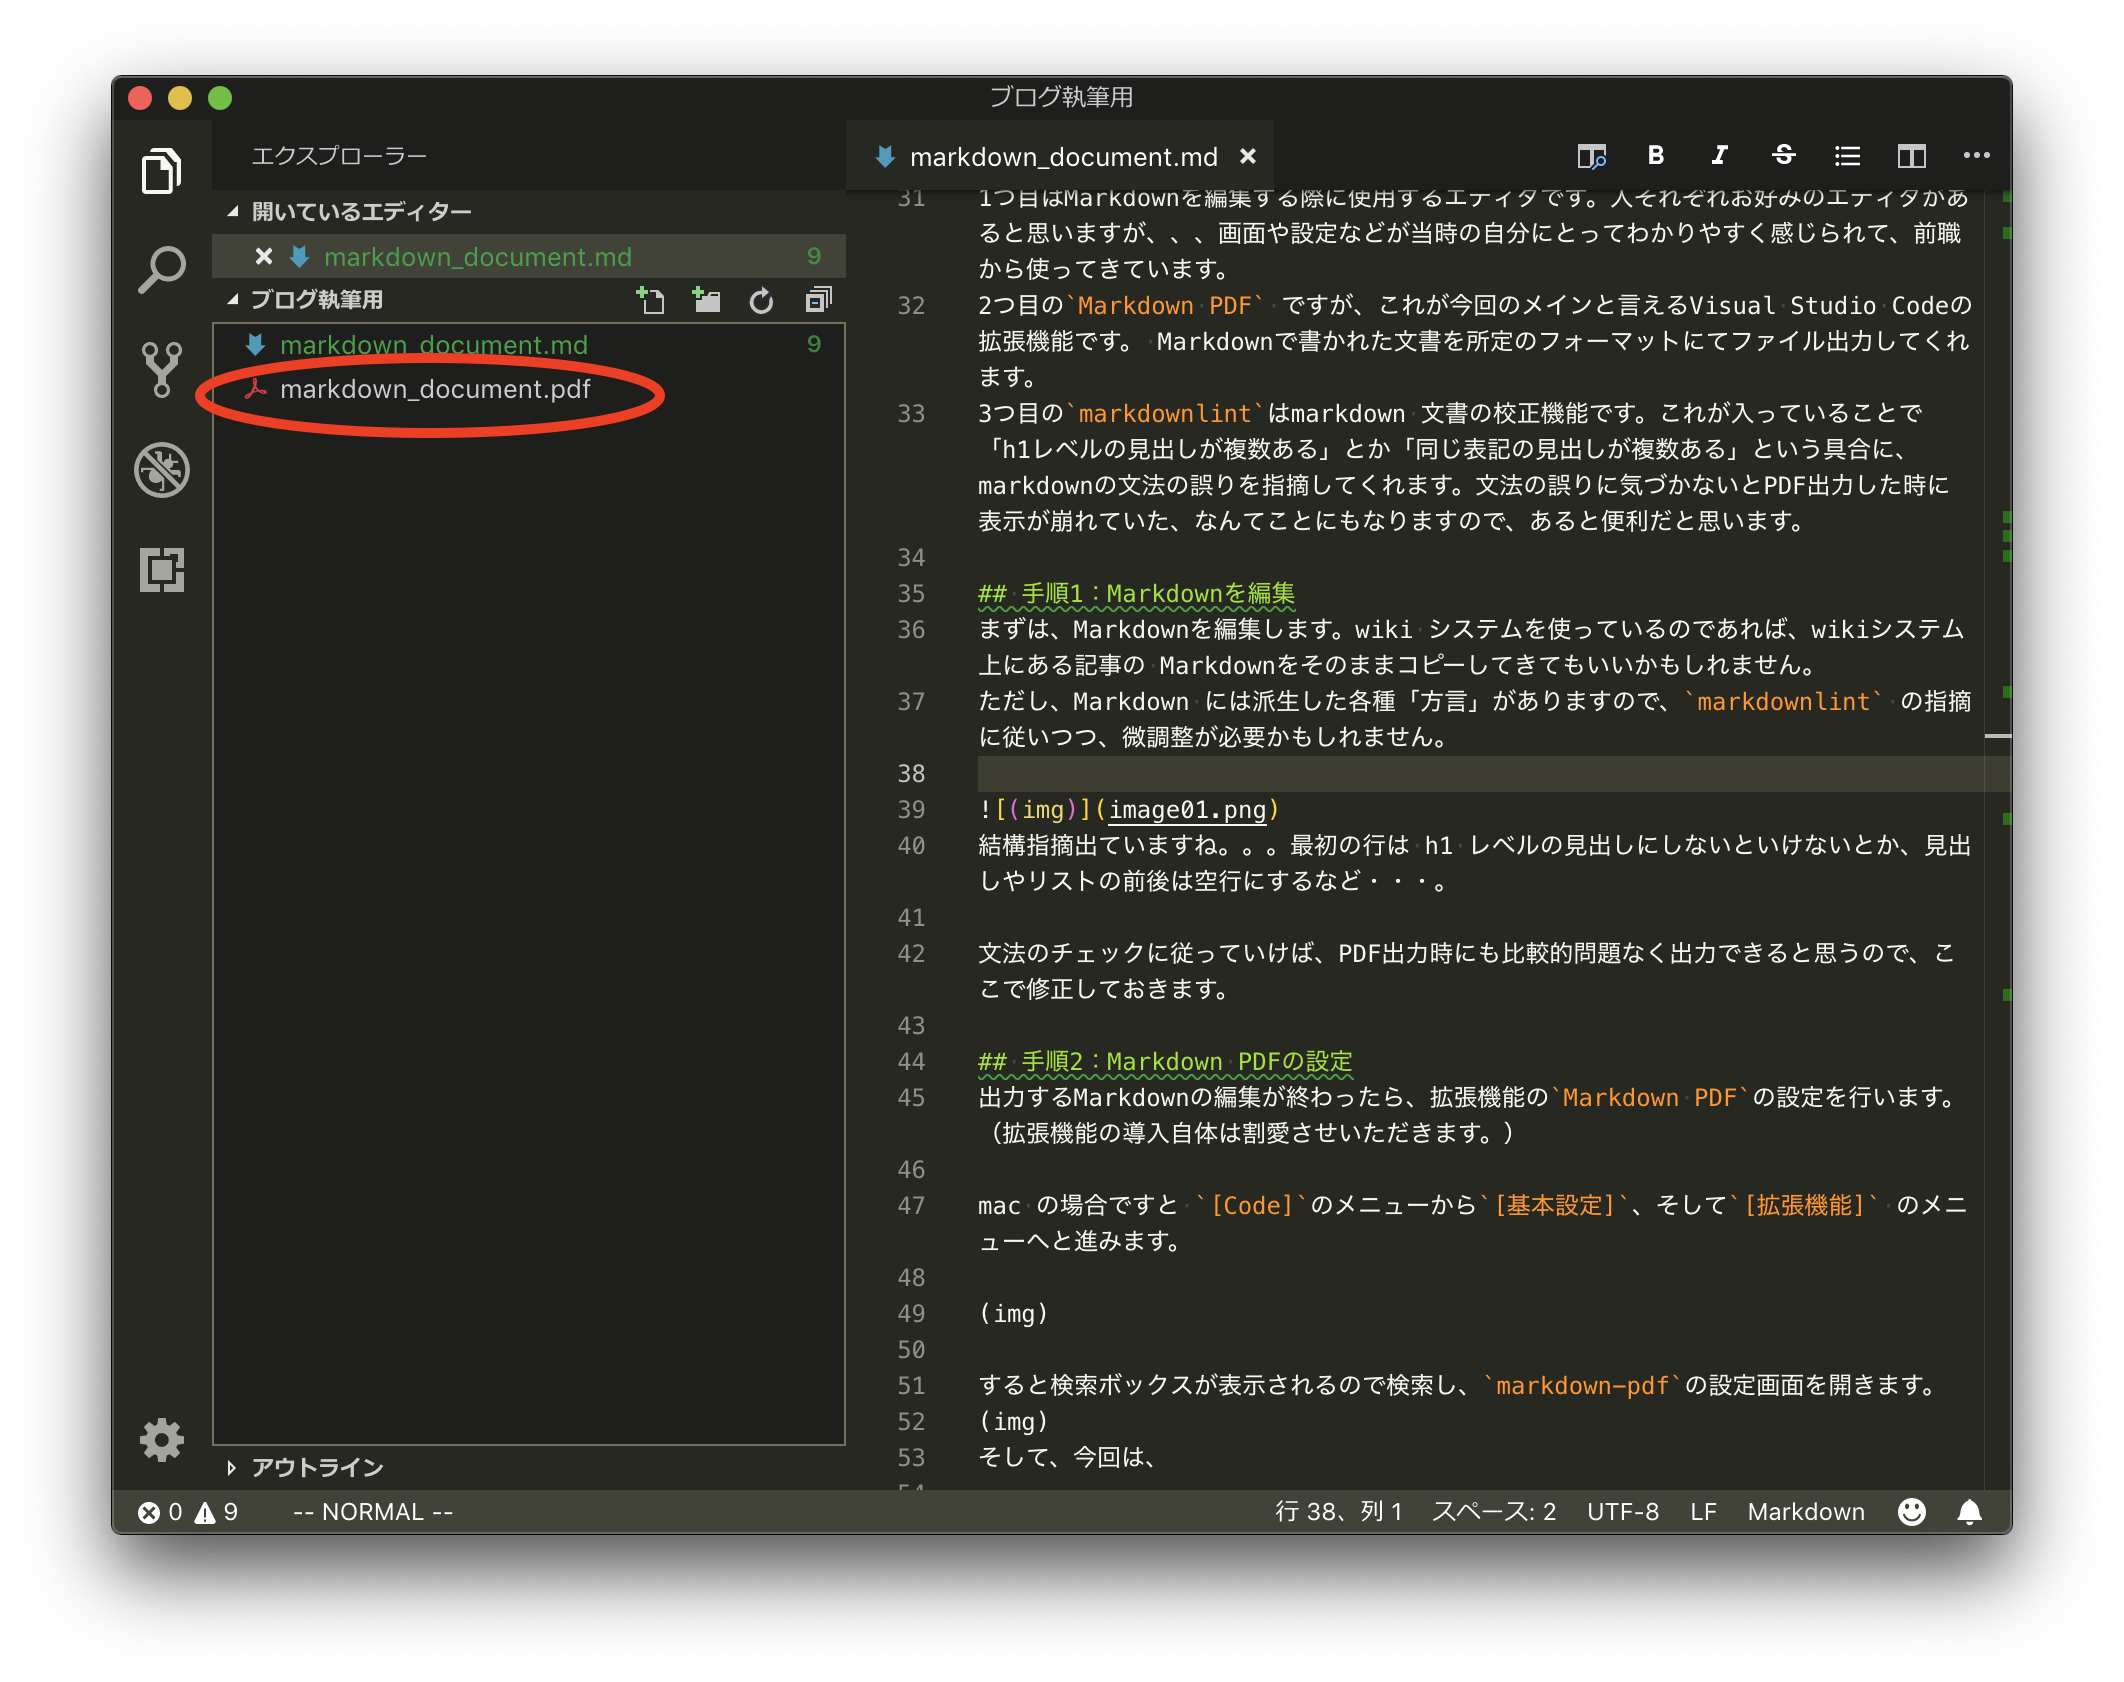 ブログ執筆用
エクスプローラー
開いているエディター
markdown_document.md 9
ブログ執筆用
markdown_document.md 9
markdown_document.pdf
アウトライン
markdown_document.md
B I S
31 1つ目はMarkdownを編集する際に使用するエディタです。人それぞれお好みのエディタがあ
ると思いますが、、、画面や設定などが当時の自分にとってわかりやすく感じられて、前職
から使ってきています。
32 2つ目の`Markdown PDF` ですが、これが今回のメインと言えるVisual Studio Codeの
拡張機能です。 Markdownで書かれた文書を所定のフォーマットにてファイル出力してくれ
ます。
33 3つ目の`markdownlint`はmarkdown 文書の校正機能です。これが入っていることで
「h1レベルの見出しが複数ある」とか「同じ表記の見出しが複数ある」という具合に、
markdownの文法の誤りを指摘してくれます。文法の誤りに気づかないとPDF出力した時に
表示が崩れていた、なんてことにもなりますので、あると便利だと思います。
34
35 ## 手順1：Markdownを編集
36 まずは、Markdownを編集します。wiki システムを使っているのであれば、wikiシステム
上にある記事の Markdownをそのままコピーしてきてもいいかもしれません。
37 ただし、Markdown には派生した各種「方言」がありますので、`markdownlint` の指摘
に従いつつ、微調整が必要かもしれません。
38
39 ![(img)](image01.png)
40 結構指摘出ていますね。。。最初の行は h1 レベルの見出しにしないといけないとか、見出
しやリストの前後は空行にするなど・・・。
41
42 文法のチェックに従っていけば、PDF出力時にも比較的問題なく出力できると思うので、こ
こで修正しておきます。
43
44 ## 手順2：Markdown PDFの設定
45 出力するMarkdownの編集が終わったら、拡張機能の`Markdown PDF`の設定を行います。
（拡張機能の導入自体は割愛させいただきます。）
46
47 mac の場合ですと `[Code]`のメニューから`[基本設定]`、そして`[拡張機能]` のメニ
ューへと進みます。
48
49 (img)
50
51 すると検索ボックスが表示されるので検索し、`markdown-pdf`の設定画面を開きます。
52 (img)
53 そして、今回は、
0 9 -- NORMAL -- 行 38、列 1 スペース: 2 UTF-8 LF Markdown